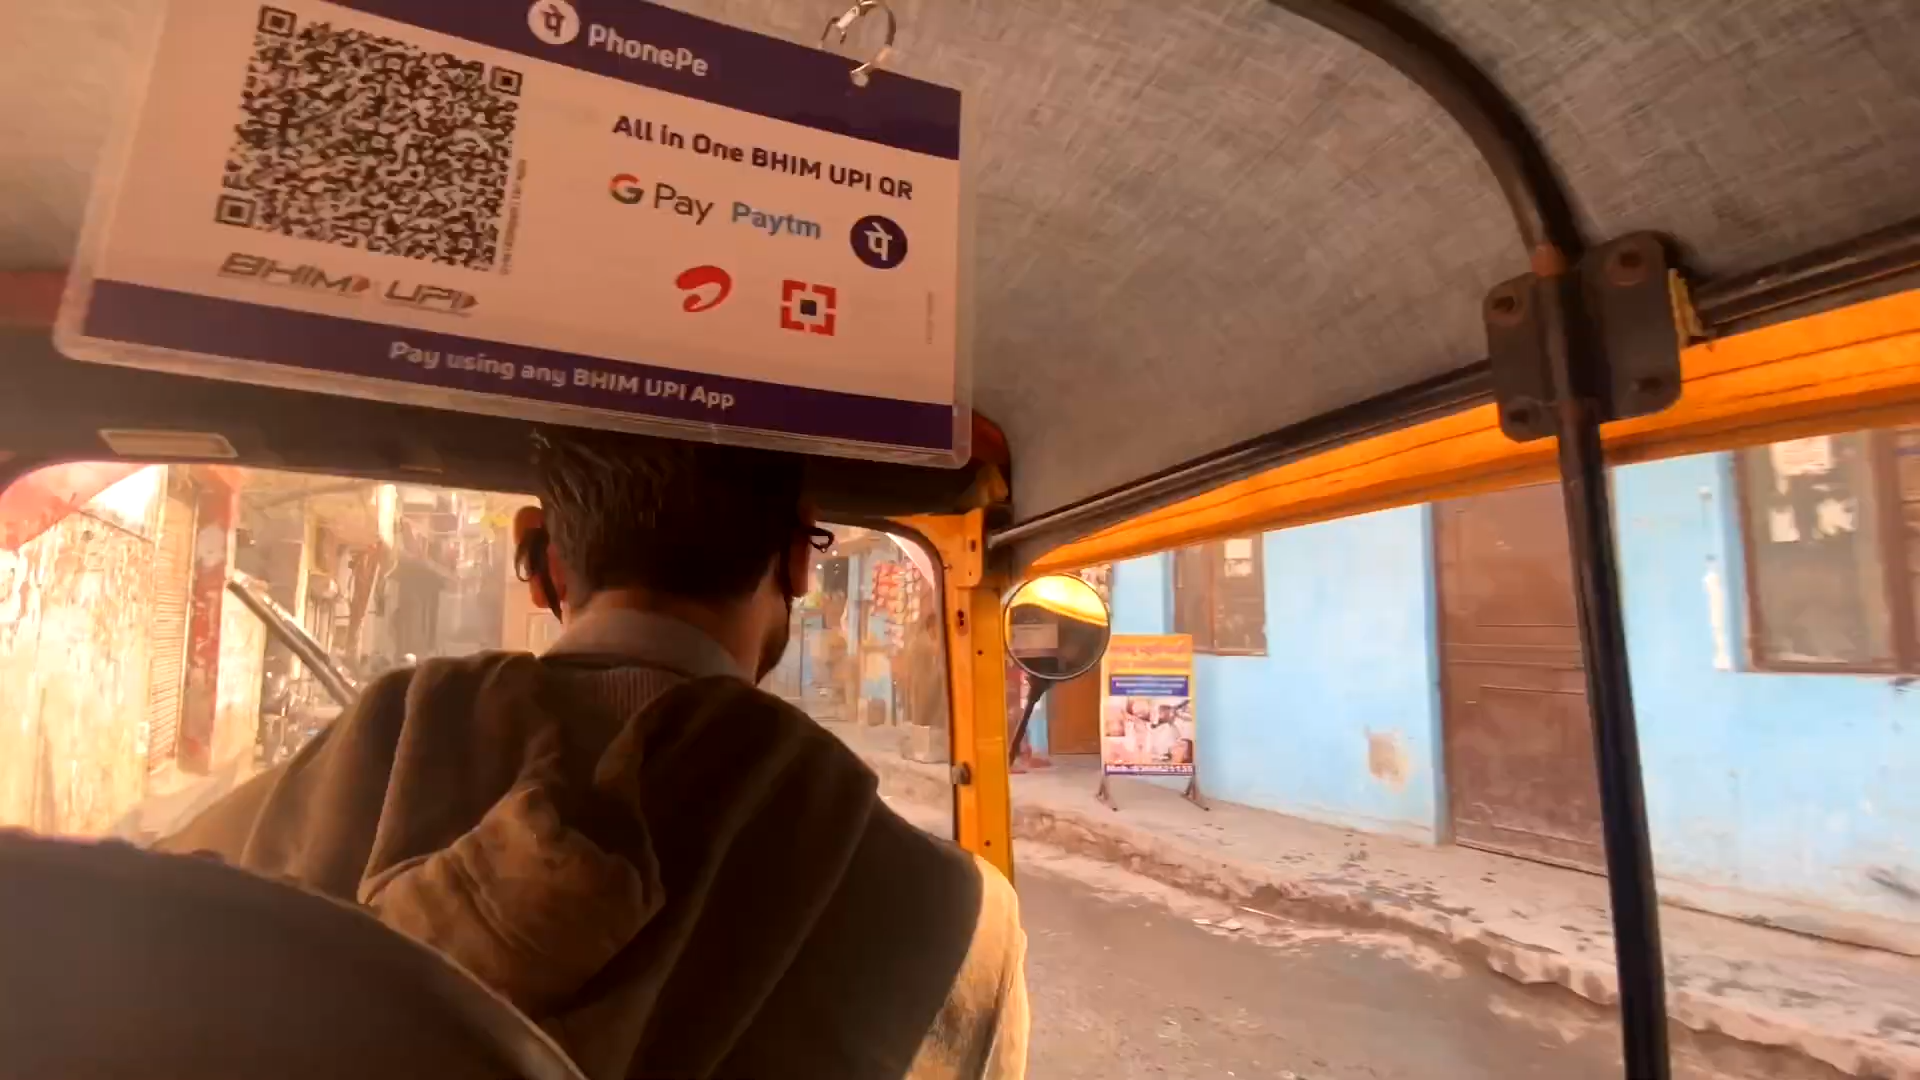 पे PhonePe
All in One BHIM UPI QR
G Pay Paytm पे
BHIM UPI
Pay using any BHIM UPI App